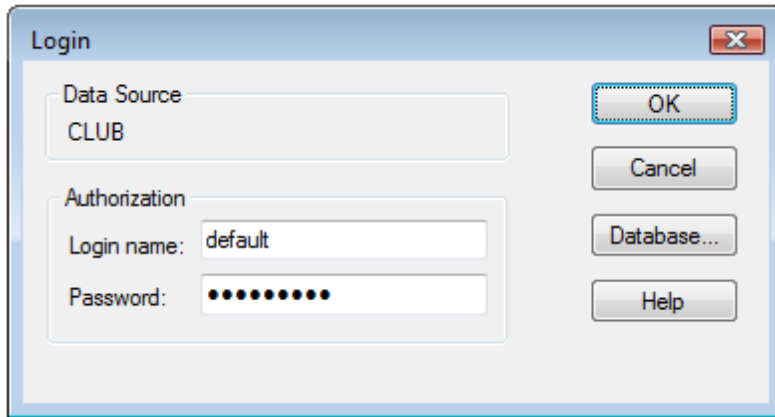 Login
Data Source
CLUB
Authorization
Login name: default
Password: •••••••••
OK
Cancel
Database...
Help